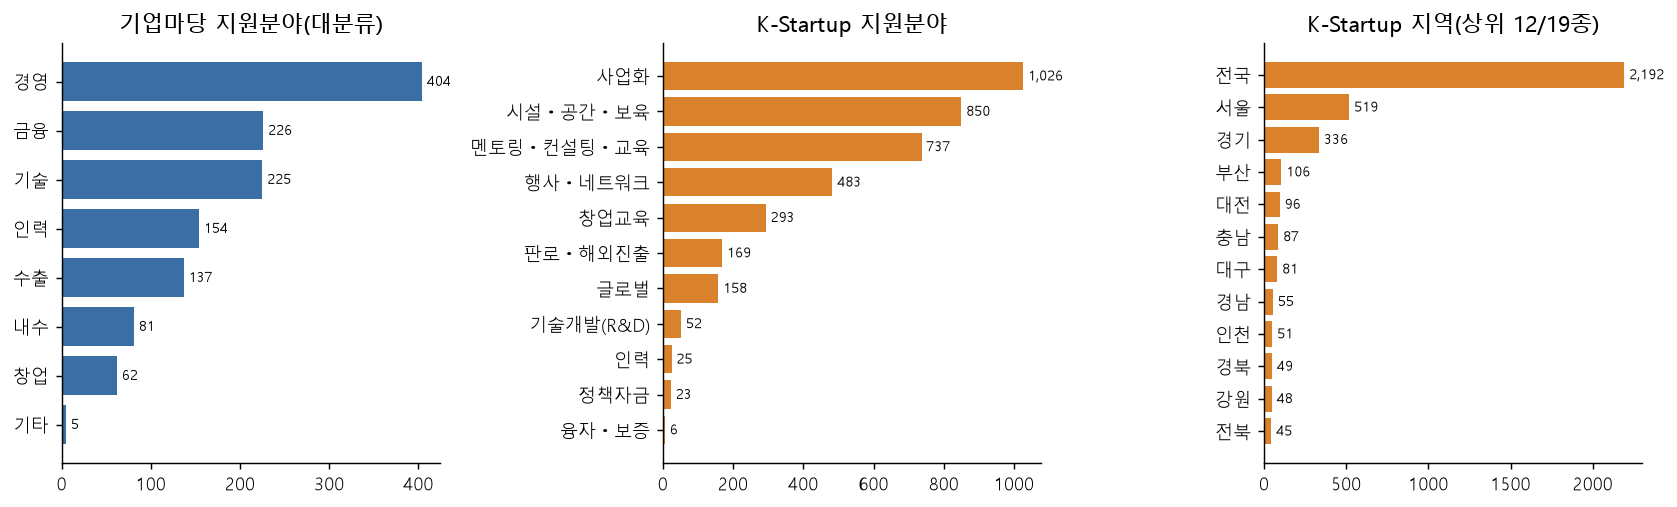 기업마당 지원분야(대분류)
경영
404
금융
226
기술
225
인력
154
수출
137
내수
81
창업
62
기타
5
0 100 200 300 400
K-Startup 지원분야
사업화
1,026
시설·공간·보육
850
멘토링·컨설팅·교육
737
행사·네트워크
483
창업교육
293
판로·해외진출
169
글로벌
158
기술개발(R&D)
52
인력
25
정책자금
23
융자·보증
6
0 200 400 600 800 1000
K-Startup 지역(상위 12/19종)
전국
2,192
서울
519
경기
336
부산
106
대전
96
충남
87
대구
81
경남
55
인천
51
경북
49
강원
48
전북
45
0 500 1000 1500 2000